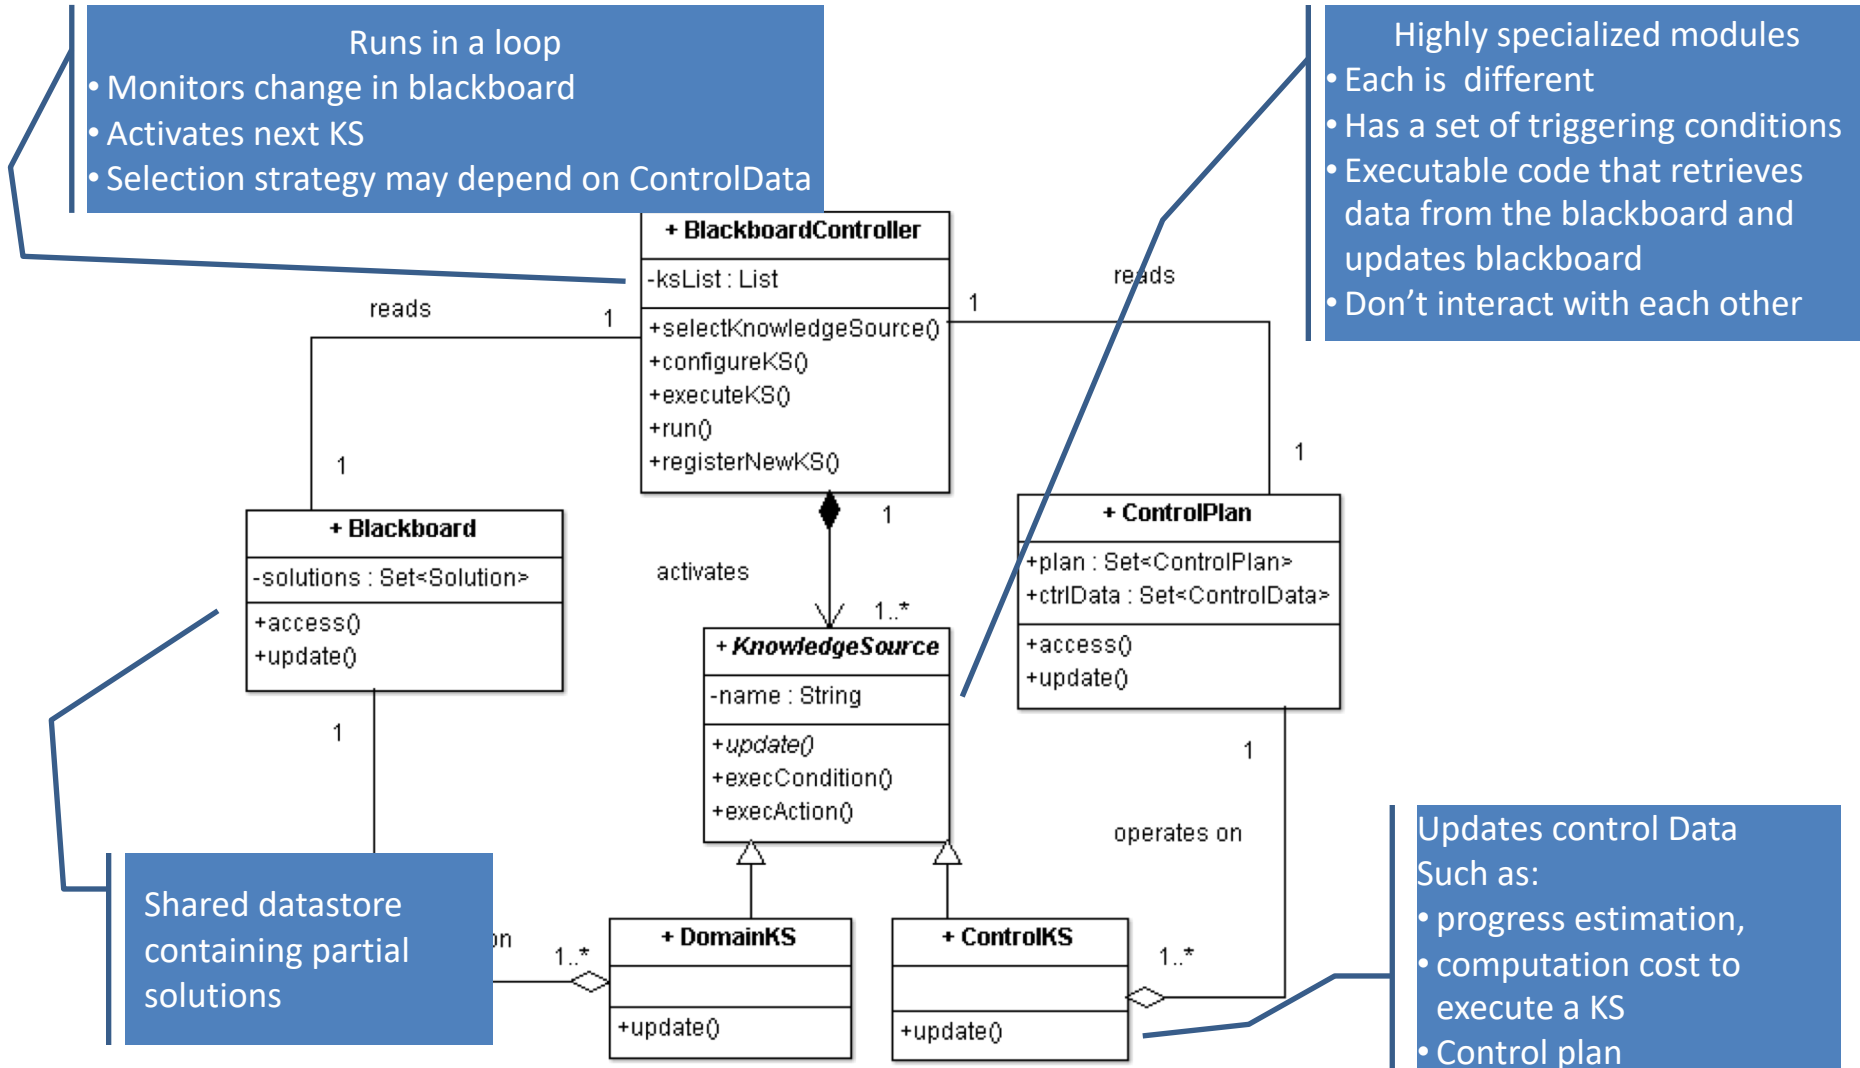 Runs in a loop
• Monitors change in blackboard
• Activates next KS
• Selection strategy may depend on ControlData
Highly specialized modules
• Each is different
• Has a set of triggering conditions
• Executable code that retrieves
data from the blackboard and
updates blackboard
• Don’t interact with each other
+ BlackboardController
-ksList : List
+selectKnowledgeSource()
+configureKS()
+executeKS()
+run()
+registerNewKS()
reads
1
1
reads
1
1
+ Blackboard
-solutions : Set<Solution>
+access()
+update()
1
activates
1
1..*
+ ControlPlan
+plan : Set<ControlPlan>
+ctrlData : Set<ControlData>
+access()
+update()
1
+ KnowledgeSource
-name : String
+update()
+execCondition()
+execAction()
operates on
Shared datastore
containing partial
solutions
on
1..*
+ DomainKS
+update()
+ ControlKS
+update()
1..*
Updates control Data
Such as:
• progress estimation,
• computation cost to
execute a KS
• Control plan